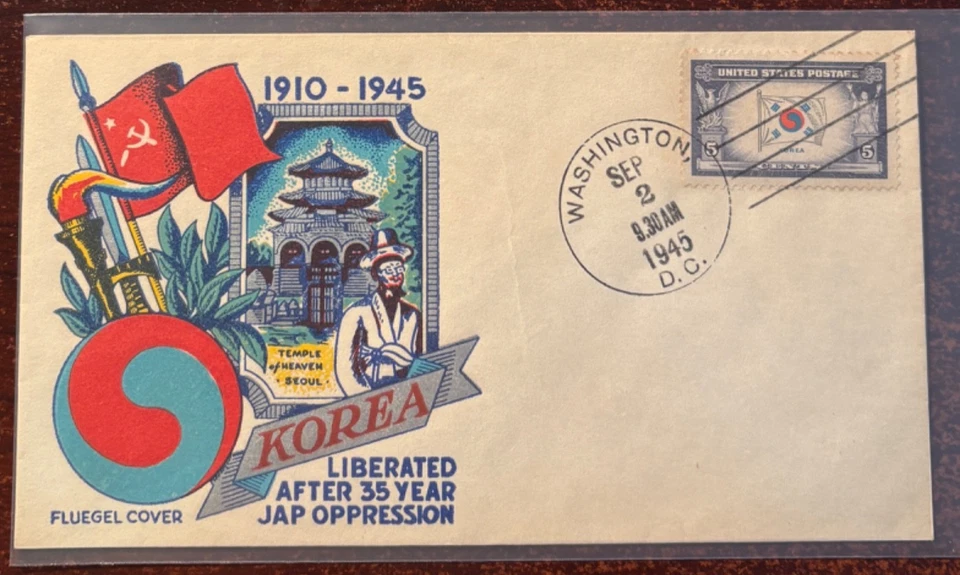 1910 - 1945
TEMPLE
of HEAVEN
· SEOUL ·
KOREA
LIBERATED
AFTER 35 YEAR
JAP OPPRESSION
FLUEGEL COVER
WASHINGTON,
SEP
2
9.30AM
1945
D.C.
UNITED STATES POSTAGE
KOREA
5
5